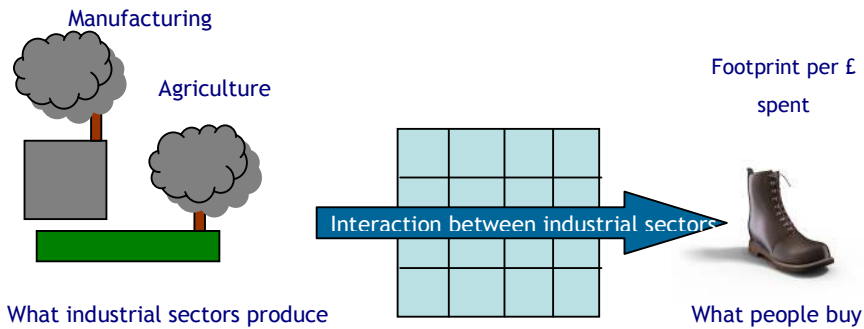 Manufacturing
Agriculture
Footprint per £
spent
Interaction between industrial sectors
What industrial sectors produce
What people buy